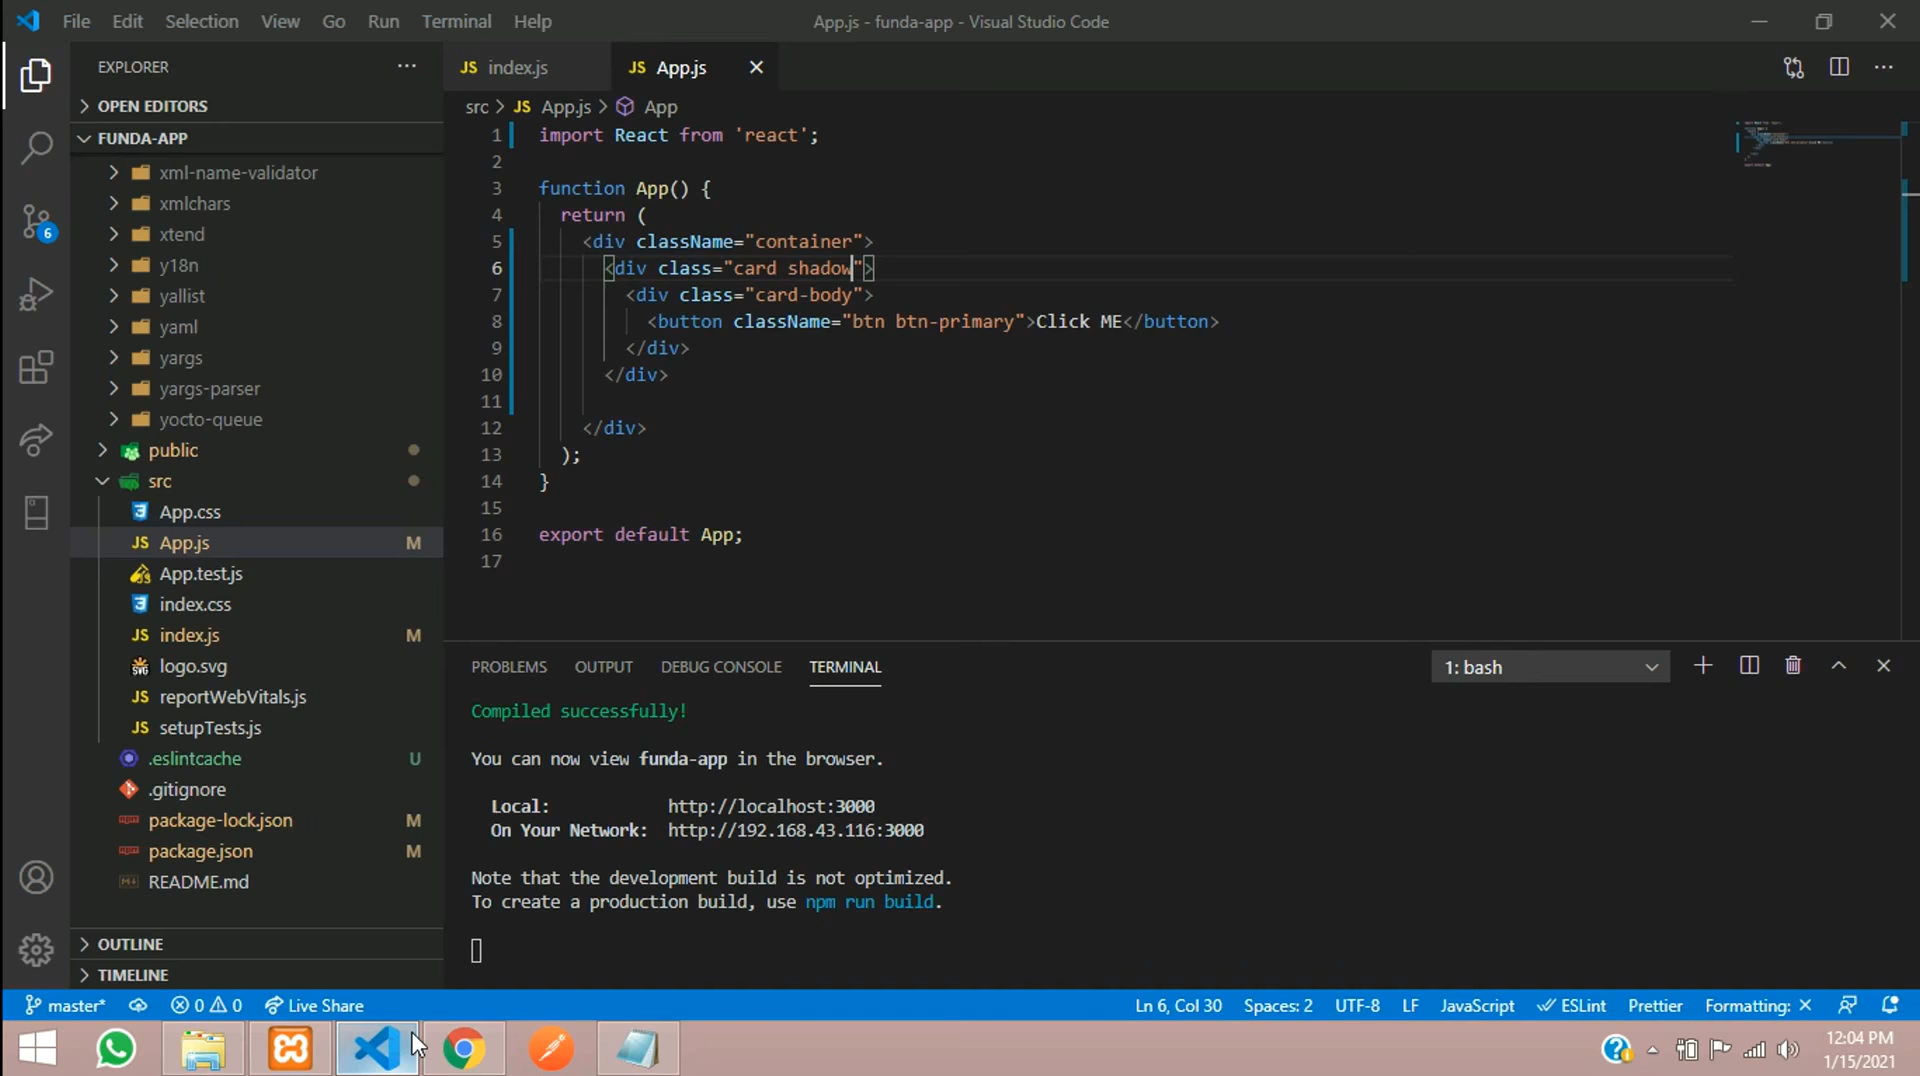 File Edit Selection View Go Run Terminal Help
App.js - funda-app - Visual Studio Code
EXPLORER
OPEN EDITORS
FUNDA-APP
xml-name-validator
xmlchars
xtend
y18n
yallist
yaml
yargs
yargs-parser
yocto-queue
public
src
App.css
App.js M
App.test.js
index.css
index.js M
logo.svg
reportWebVitals.js
setupTests.js
.eslintcache U
.gitignore
package-lock.json M
package.json M
README.md
OUTLINE
TIMELINE
6
JS index.js
JS App.js
src > JS App.js > App
1 import React from 'react';
2
3 function App() {
4 return (
5 <div className="container">
6 <div class="card shadow">
7 <div class="card-body">
8 <button className="btn btn-primary">Click ME</button>
9 </div>
10 </div>
11
12 </div>
13 );
14 }
15
16 export default App;
17
PROBLEMS OUTPUT DEBUG CONSOLE TERMINAL
1: bash
Compiled successfully!
You can now view funda-app in the browser.
Local: http://localhost:3000
On Your Network: http://192.168.43.116:3000
Note that the development build is not optimized.
To create a production build, use npm run build.
master* 0 0 Live Share
Ln 6, Col 30 Spaces: 2 UTF-8 LF JavaScript ESLint Prettier Formatting: ×
12:04 PM
1/15/2021